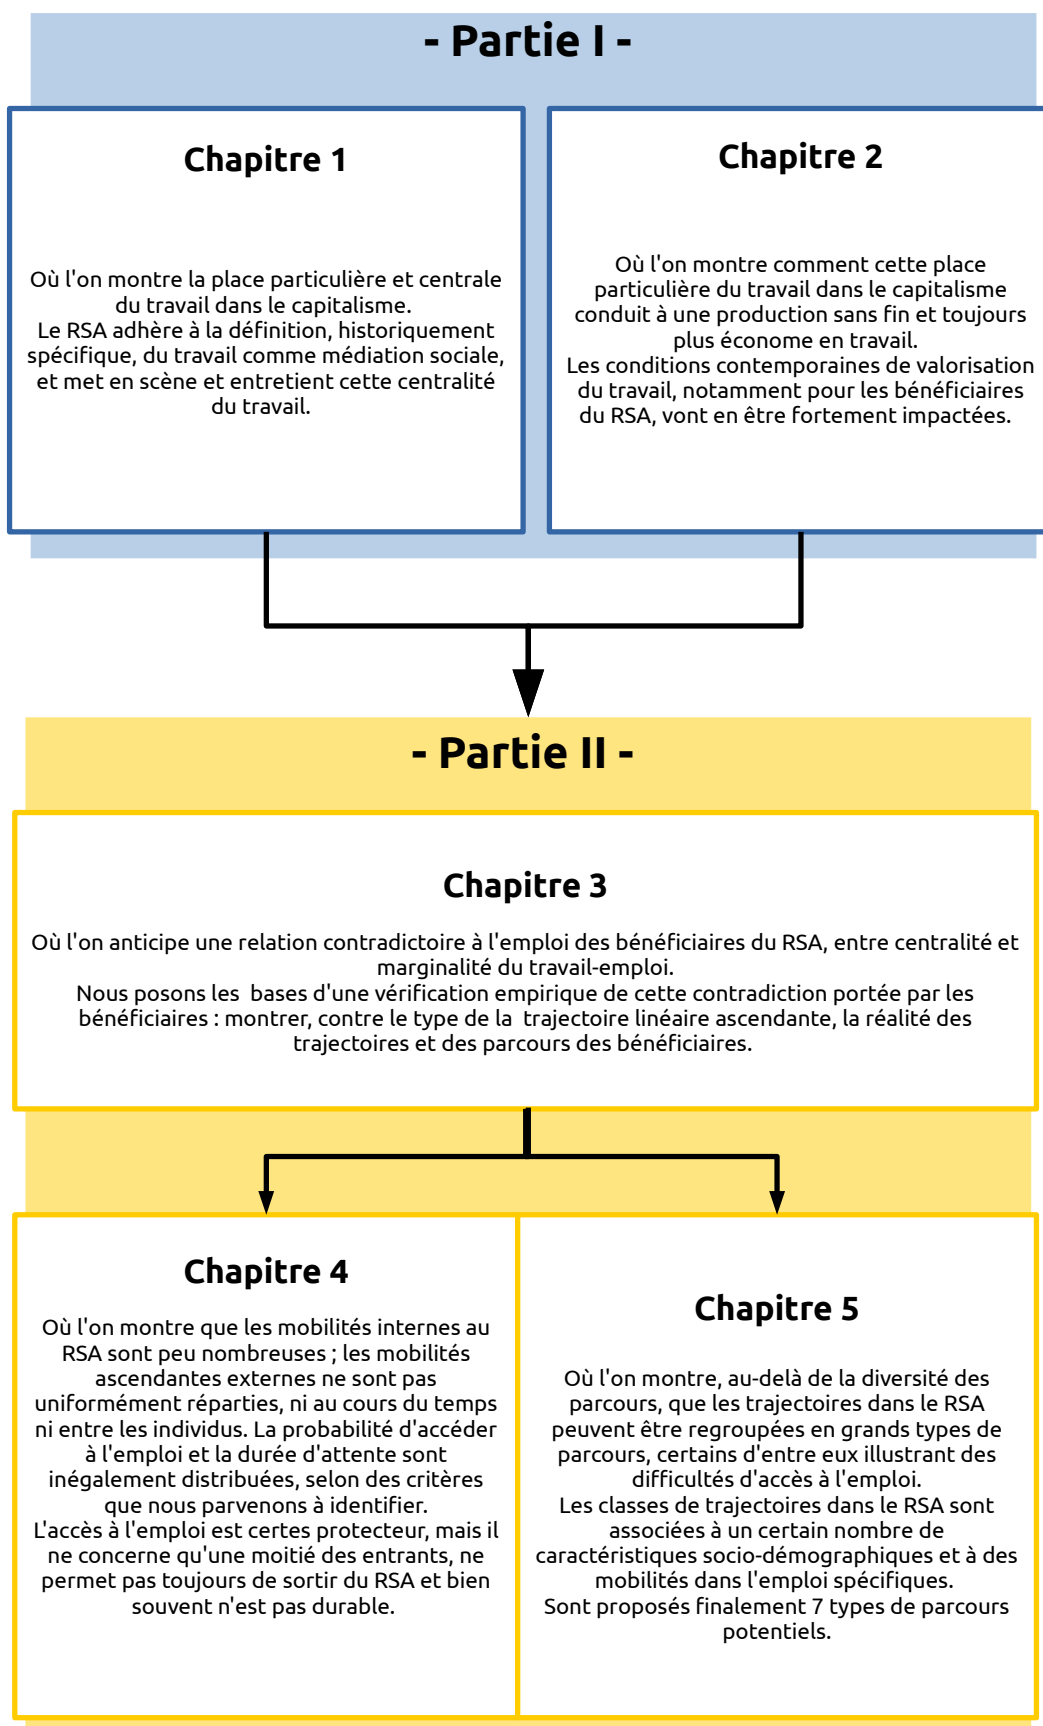 - Partie I -
Chapitre 1
Où l'on montre la place particulière et centrale
du travail dans le capitalisme.
Le RSA adhère à la définition, historiquement
spécifique, du travail comme médiation sociale,
et met en scène et entretient cette centralité
du travail.
Chapitre 2
Où l'on montre comment cette place
particulière du travail dans le capitalisme
conduit à une production sans fin et toujours
plus économe en travail.
Les conditions contemporaines de valorisation
du travail, notamment pour les bénéficiaires
du RSA, vont en être fortement impactées.
- Partie II -
Chapitre 3
Où l'on anticipe une relation contradictoire à l'emploi des bénéficiaires du RSA, entre centralité et
marginalité du travail-emploi.
Nous posons les bases d'une vérification empirique de cette contradiction portée par les
bénéficiaires : montrer, contre le type de la trajectoire linéaire ascendante, la réalité des
trajectoires et des parcours des bénéficiaires.
Chapitre 4
Où l'on montre que les mobilités internes au
RSA sont peu nombreuses ; les mobilités
ascendantes externes ne sont pas
uniformément réparties, ni au cours du temps
ni entre les individus. La probabilité d'accéder
à l'emploi et la durée d'attente sont
inégalement distribuées, selon des critères
que nous parvenons à identifier.
L'accès à l'emploi est certes protecteur, mais il
ne concerne qu'une moitié des entrants, ne
permet pas toujours de sortir du RSA et bien
souvent n'est pas durable.
Chapitre 5
Où l'on montre, au-delà de la diversité des
parcours, que les trajectoires dans le RSA
peuvent être regroupées en grands types de
parcours, certains d'entre eux illustrant des
difficultés d'accès à l'emploi.
Les classes de trajectoires dans le RSA sont
associées à un certain nombre de
caractéristiques socio-démographiques et à des
mobilités dans l'emploi spécifiques.
Sont proposés finalement 7 types de parcours
potentiels.